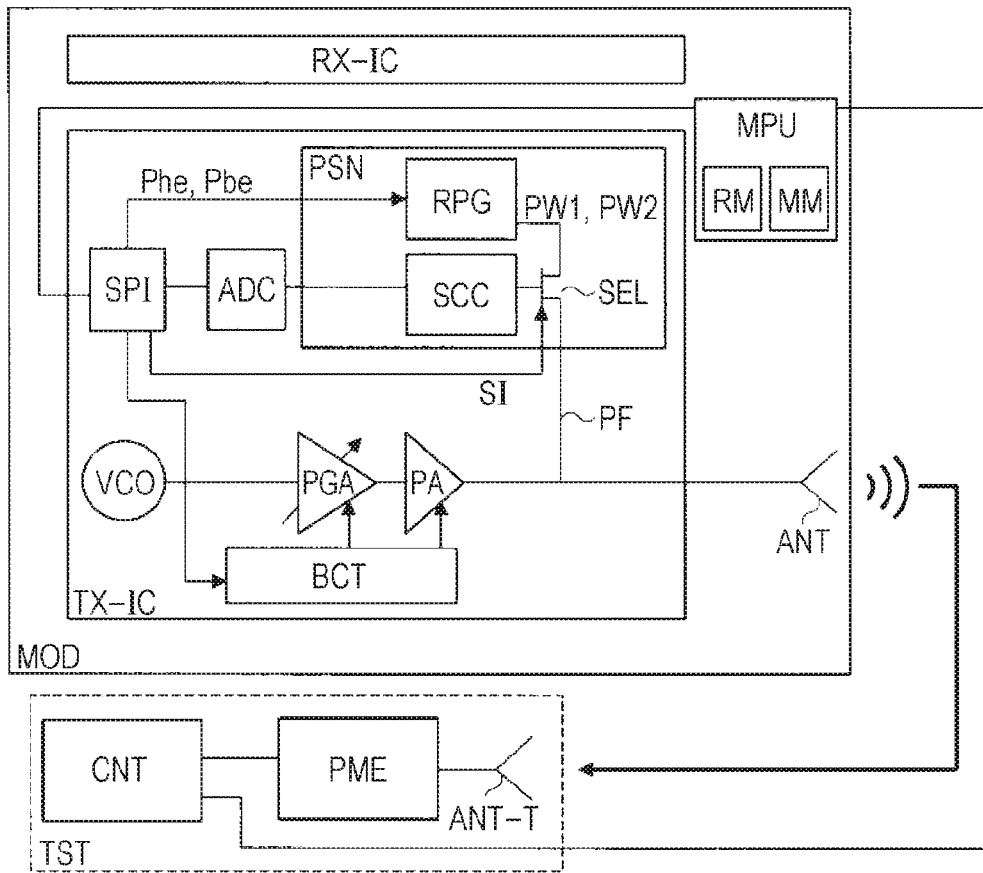 RX-IC
MPU
RM
MM
PSN
Phe, Pbe
RPG
PW1, PW2
SPI
ADC
SCC
SEL
SI
PF
VCO
PGA
PA
ANT
BCT
TX-IC
MOD
CNT
PME
ANT-T
TST